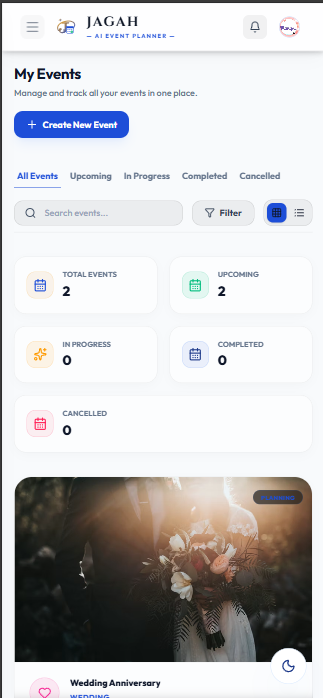 JAGAH
— AI EVENT PLANNER —
My Events
Manage and track all your events in one place.
+ Create New Event
All Events Upcoming In Progress Completed Cancelled
Search events... Filter
TOTAL EVENTS
2
UPCOMING
2
IN PROGRESS
0
COMPLETED
0
CANCELLED
0
Wedding Anniversary
WEDDING